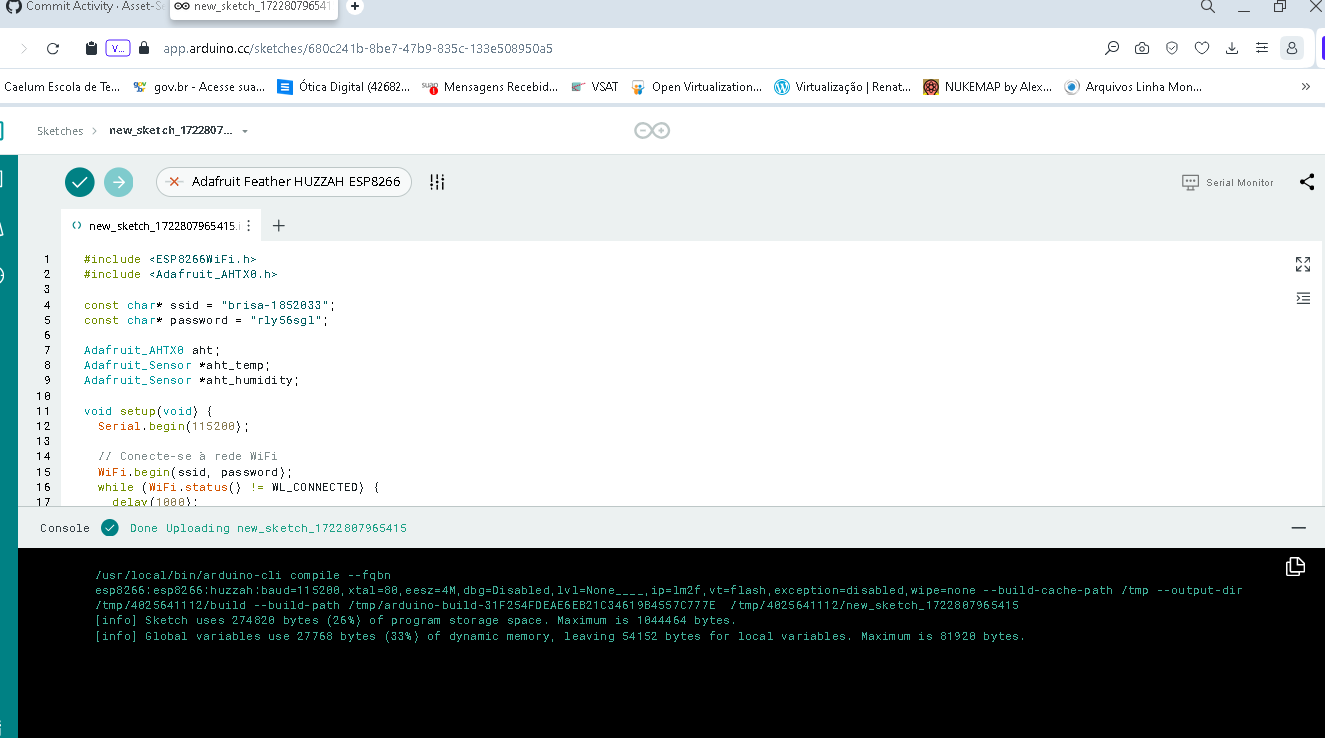 Commit Activity · Asset-S
new_sketch_172280796541
V...
app.arduino.cc/sketches/680c241b-8be7-47b9-835c-133e508950a5
Caelum Escola de Te... gov.br - Acesse sua... Ótica Digital (42682... Mensagens Recebid... VSAT Open Virtualization... Virtualização | Renat... NUKEMAP by Alex... Arquivos Linha Mon... »
Sketches > new_sketch_1722807...
Adafruit Feather HUZZAH ESP8266
Serial Monitor
new_sketch_1722807965415.i
1 #include <ESP8266WiFi.h>
2 #include <Adafruit_AHTX0.h>
3
4 const char* ssid = "brisa-1852033";
5 const char* password = "rly56sgl";
6
7 Adafruit_AHTX0 aht;
8 Adafruit_Sensor *aht_temp;
9 Adafruit_Sensor *aht_humidity;
10
11 void setup(void) {
12 Serial.begin(115200);
13
14 // Conecte-se à rede WiFi
15 WiFi.begin(ssid, password);
16 while (WiFi.status() != WL_CONNECTED) {
17 delay(1000);
Console Done Uploading new_sketch_1722807965415
/usr/local/bin/arduino-cli compile --fqbn
esp8266:esp8266:huzzah:baud=115200,xtal=80,eesz=4M,dbg=Disabled,lvl=None____,ip=lm2f,vt=flash,exception=disabled,wipe=none --build-cache-path /tmp --output-dir
/tmp/4025641112/build --build-path /tmp/arduino-build-31F254FDEAE6EB21C34619B4557C777E /tmp/4025641112/new_sketch_1722807965415
[info] Sketch uses 274820 bytes (26%) of program storage space. Maximum is 1044464 bytes.
[info] Global variables use 27768 bytes (33%) of dynamic memory, leaving 54152 bytes for local variables. Maximum is 81920 bytes.